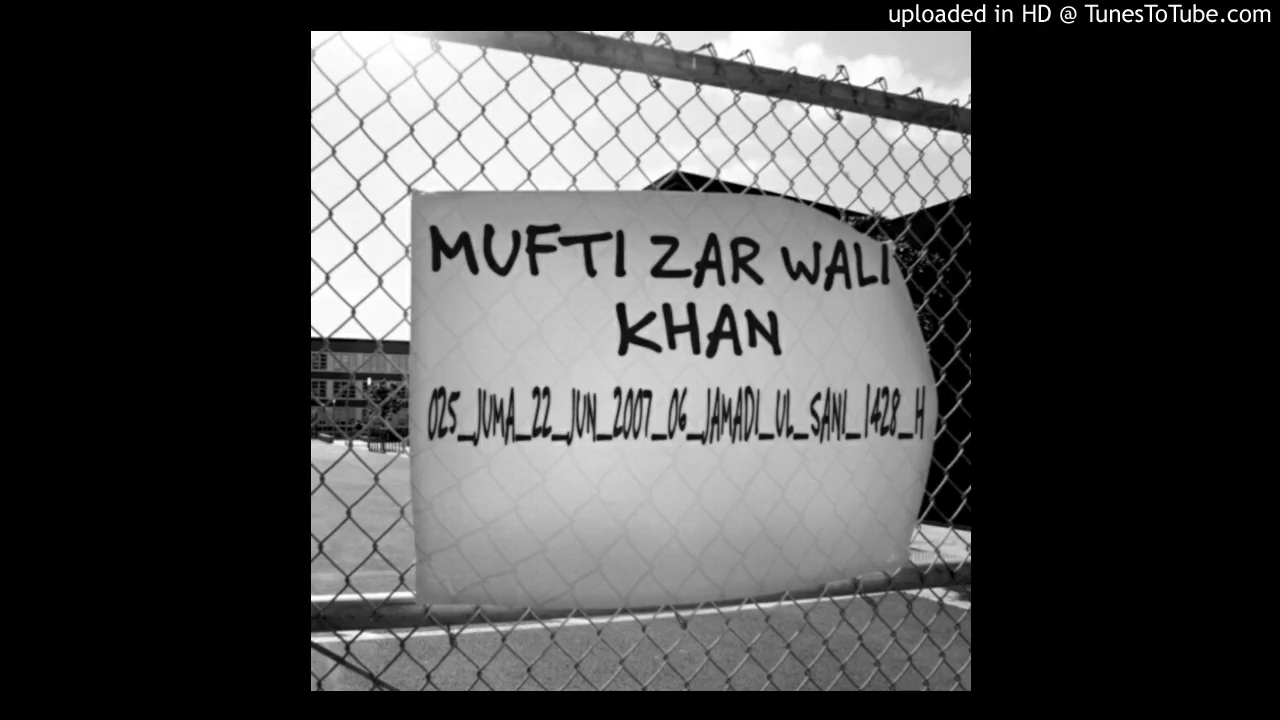 uploaded in HD @ TunesToTube.com
MUFTI ZAR WALI
KHAN
025_JUMA_22_JUN_2007_06_JAMADI_UL_SANI_1428_H